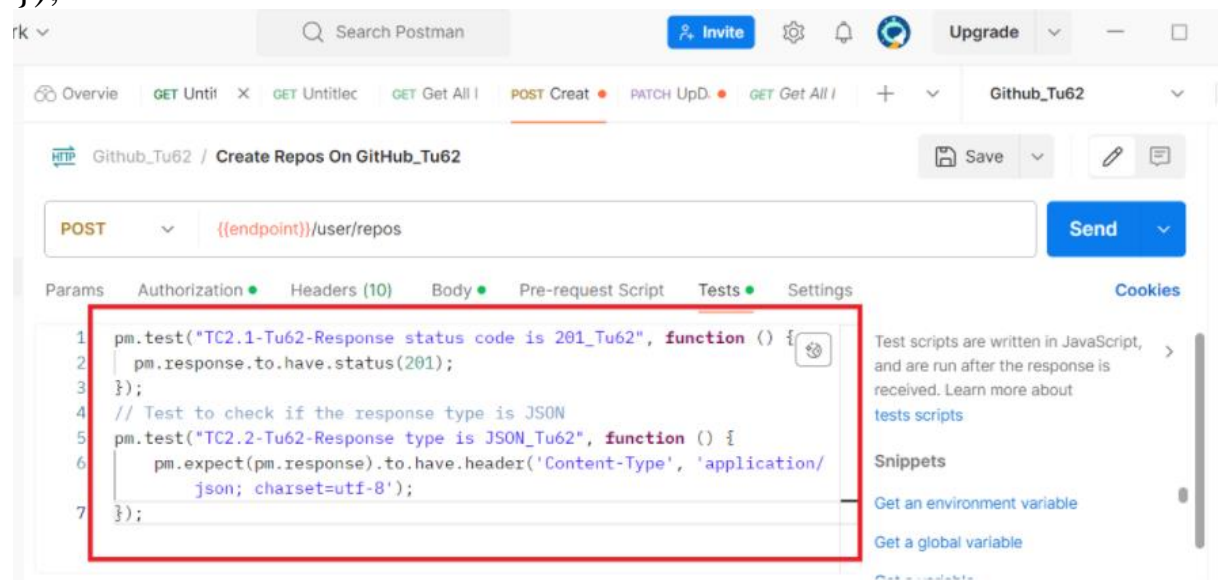 });
rk
Search Postman
Invite
Upgrade
Overvie GET Untit × GET Untitlec GET Get All I POST Creat PATCH UpD. GET Get All I + Github_Tu62
HTTP Github_Tu62 / Create Repos On GitHub_Tu62
Save
POST {{endpoint}}/user/repos
Send
Params Authorization Headers (10) Body Pre-request Script Tests Settings Cookies
1 pm.test("TC2.1-Tu62-Response status code is 201_Tu62", function () {
2 pm.response.to.have.status(201);
3 });
4 // Test to check if the response type is JSON
5 pm.test("TC2.2-Tu62-Response type is JSON_Tu62", function () {
6 pm.expect(pm.response).to.have.header('Content-Type', 'application/
json; charset=utf-8');
7 });
Test scripts are written in JavaScript,
and are run after the response is
received. Learn more about
tests scripts
Snippets
Get an environment variable
Get a global variable